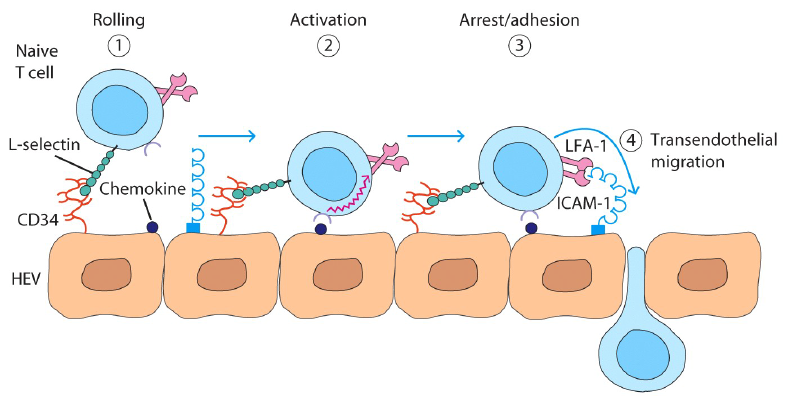 Rolling
1
Activation
2
Arrest/adhesion
3
Naive
T cell
L-selectin
Chemokine
CD34
HEV
LFA-1
ICAM-1
4
Transendothelial
migration